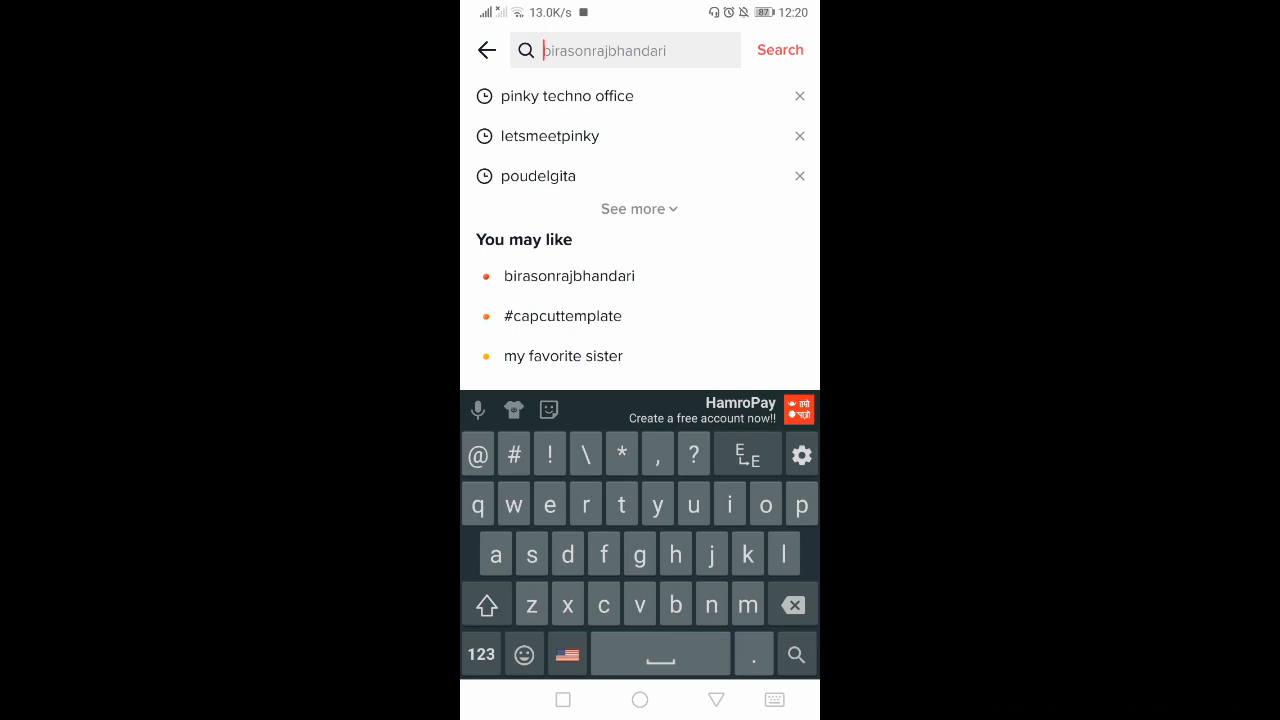 13.0K/s 87 12:20
birasonrajbhandari Search
pinky techno office
letsmeetpinky
poudelgita
See more
You may like
birasonrajbhandari
#capcuttemplate
my favorite sister
HamroPay
Create a free account now!!
@ # ! \ * , ? E E
q w e r t y u i o p
a s d f g h j k l
z x c v b n m
123 .